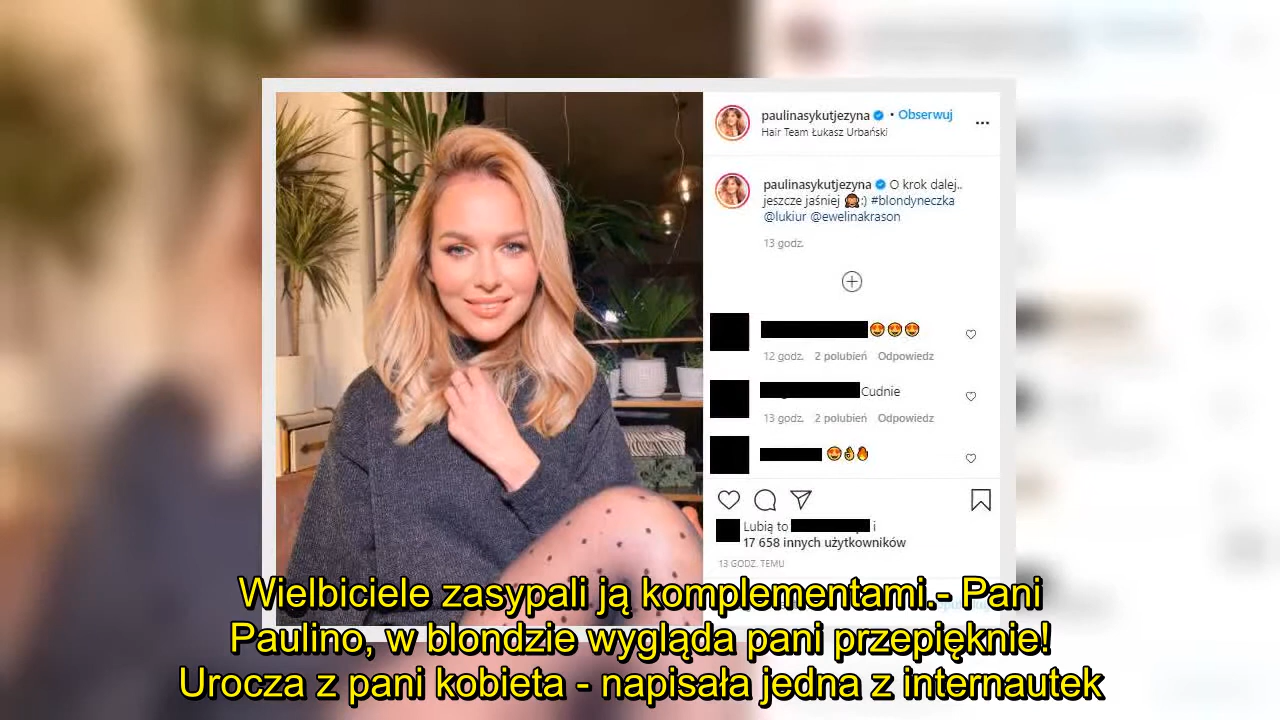 paulinasykutjezyna • Obserwuj
Hair Team Łukasz Urbański
paulinasykutjezyna O krok dalej..
jeszcze jaśniej 🙈:) #blondyneczka
@lukiur @ewelinakrason
13 godz.
😍😍😍
12 godz. 2 polubień Odpowiedz
Cudnie
13 godz. 2 polubień Odpowiedz
😍👌🔥
Lubią to i
17 658 innych użytkowników
13 GODZ. TEMU
Wielbiciele zasypali ją komplementami.- Pani
Paulino, w blondzie wygląda pani przepięknie!
Urocza z pani kobieta - napisała jedna z internautek